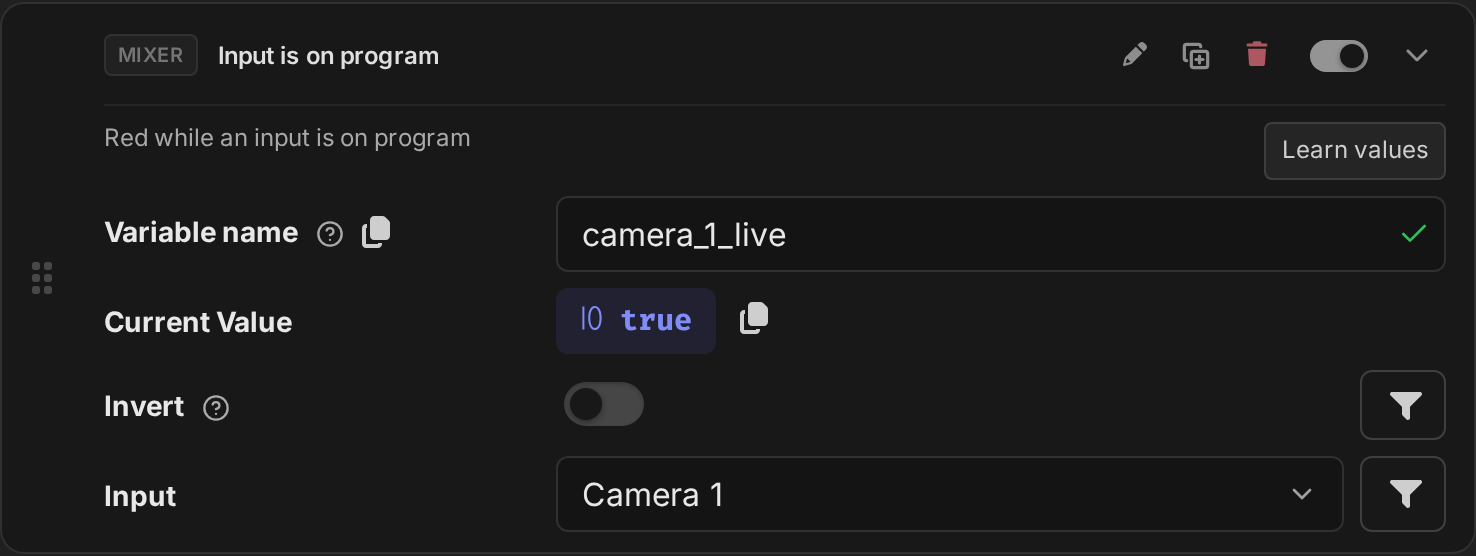 MIXER Input is on program
Red while an input is on program
Learn values
Variable name
camera_1_live
Current Value
true
Invert
Input
Camera 1